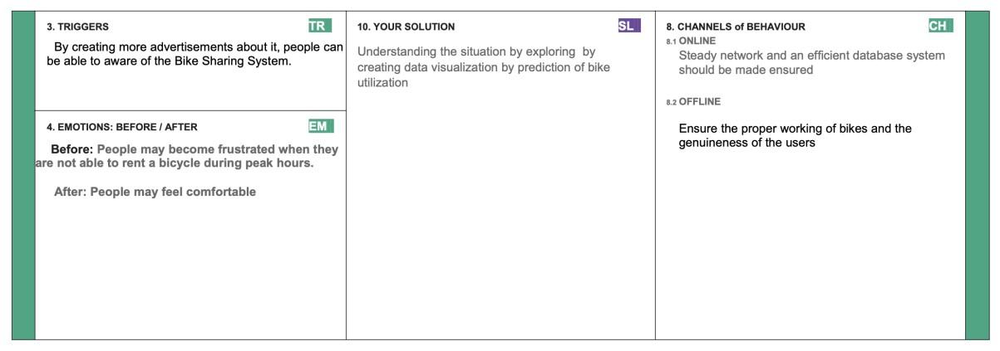 3. TRIGGERS
TR
By creating more advertisements about it, people can
be able to aware of the Bike Sharing System.
4. EMOTIONS: BEFORE / AFTER
EM
Before: People may become frustrated when they
are not able to rent a bicycle during peak hours.
After: People may feel comfortable
10. YOUR SOLUTION
SL
Understanding the situation by exploring by
creating data visualization by prediction of bike
utilization
8. CHANNELS of BEHAVIOUR
CH
8.1 ONLINE
Steady network and an efficient database system
should be made ensured
8.2 OFFLINE
Ensure the proper working of bikes and the
genuineness of the users